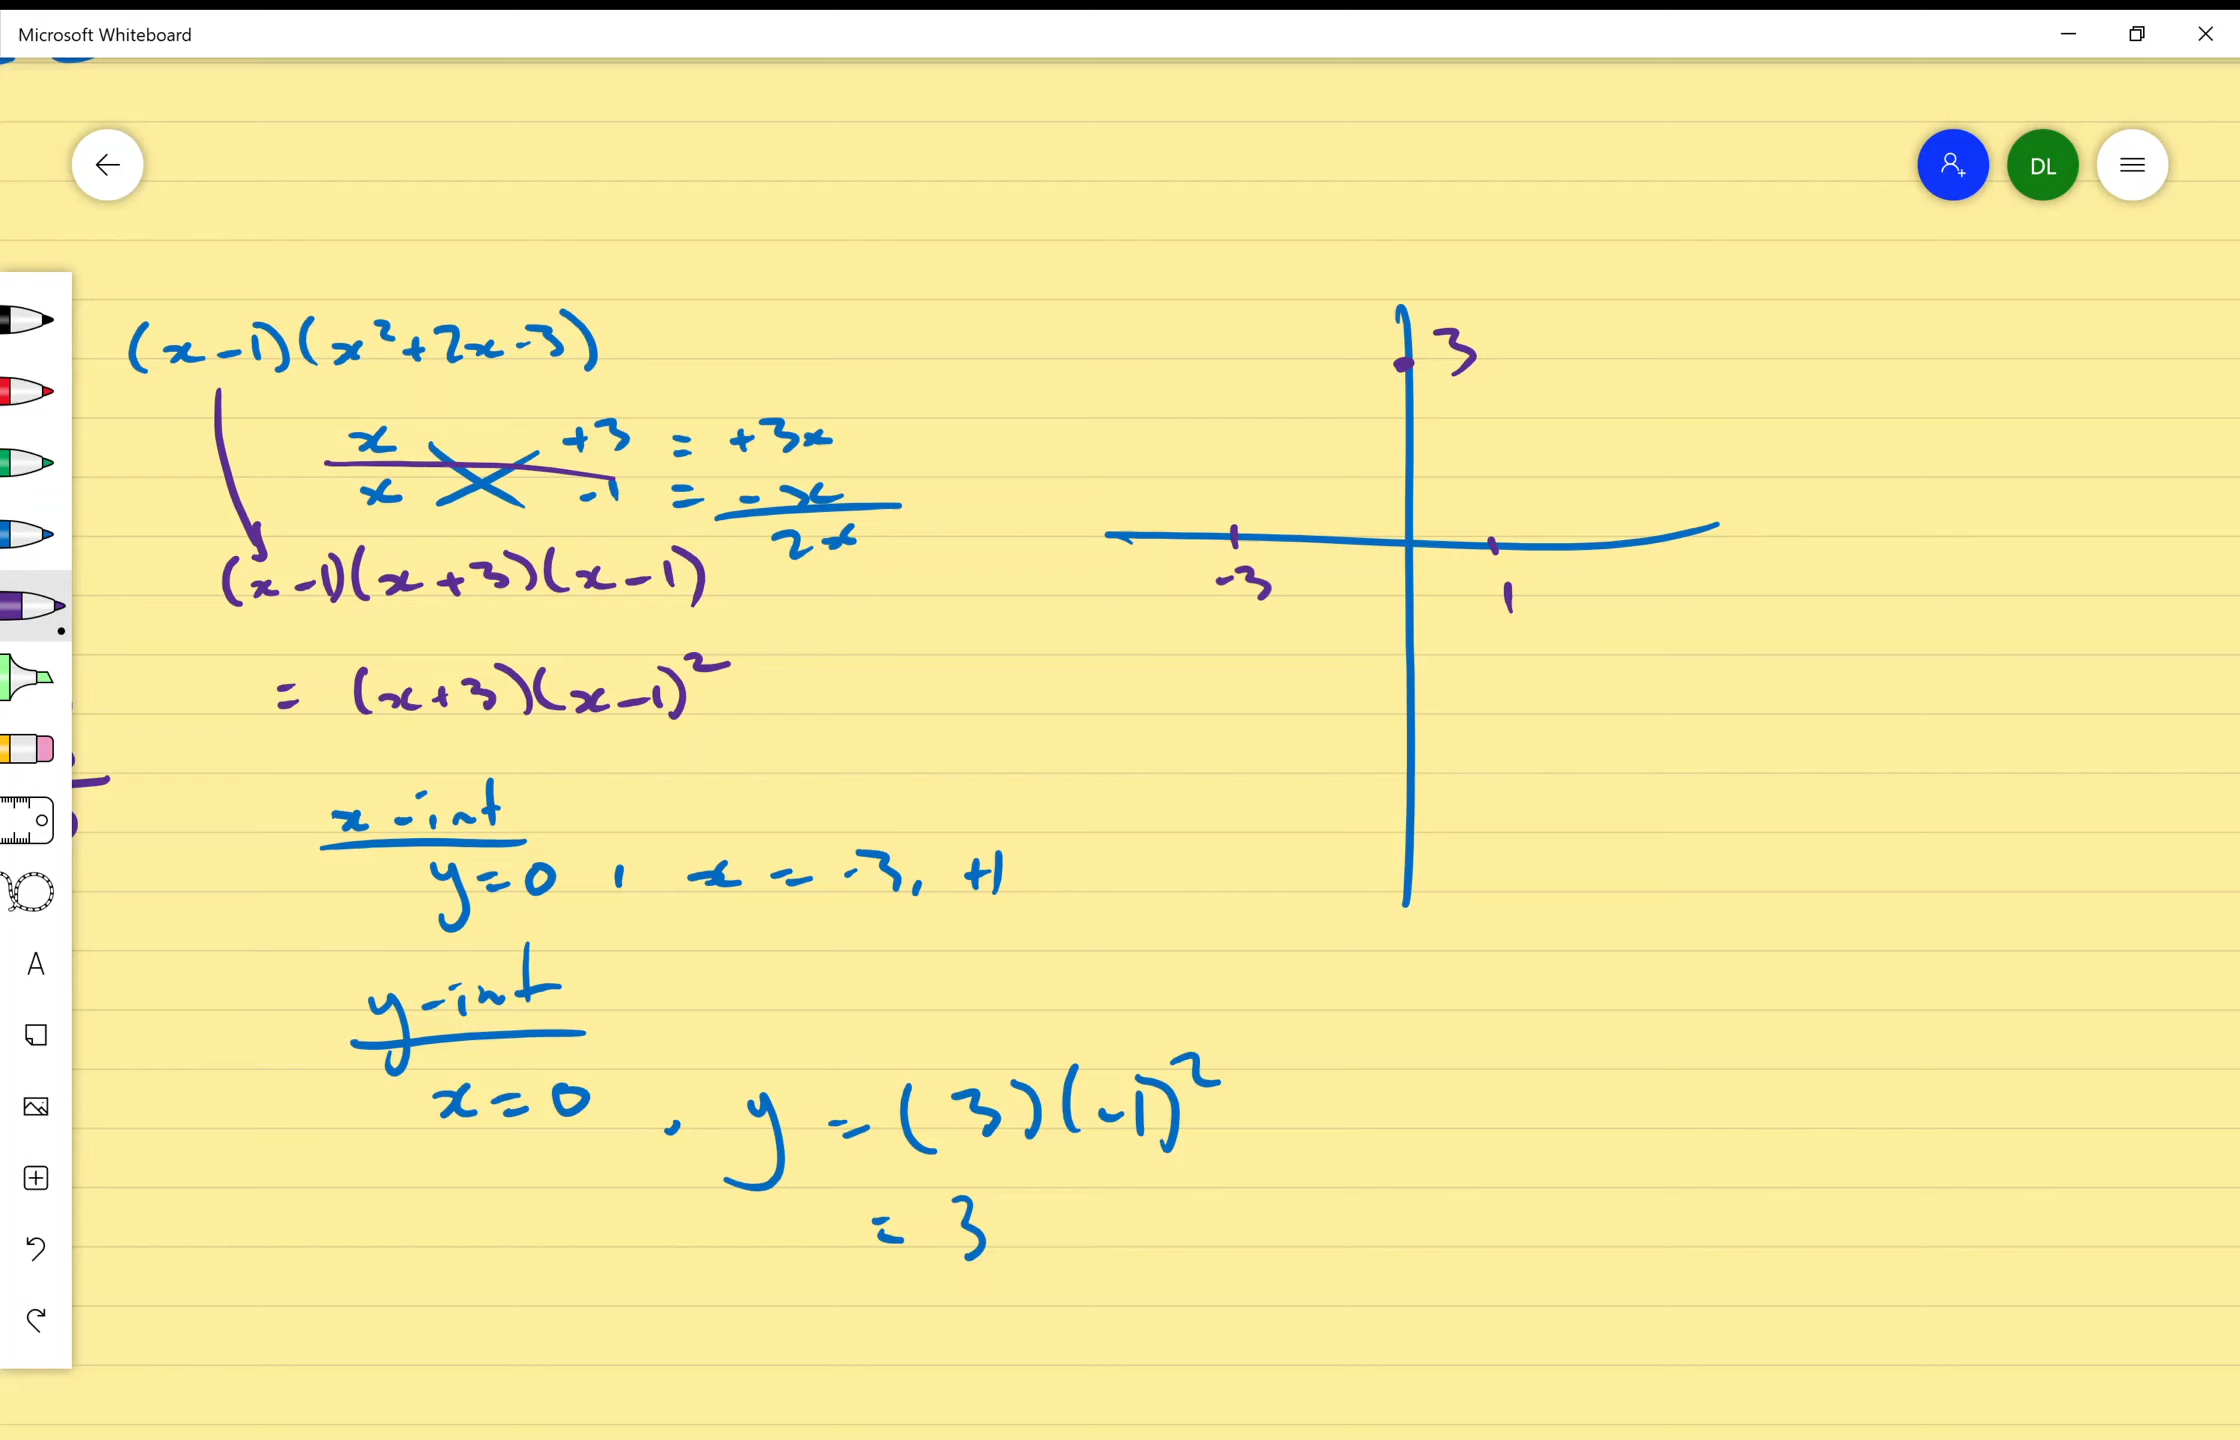 Microsoft Whiteboard
DL
(x-1)(x²+2x-3)
x +3 = +3x
x -1 = -x
2x
(x-1)(x+3)(x-1)
= (x+3)(x-1)²
x-int
y=0, x = -3, +1
y-int
x=0, y = (3)(-1)²
= 3
3
-3
1
A